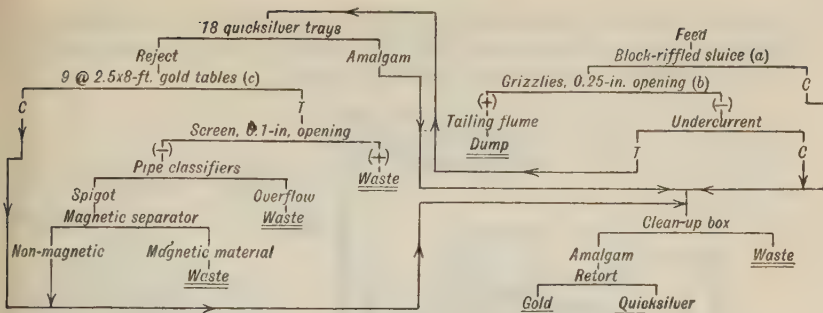 18 quicksilver trays
Reject
Amalgam
9 @ 2.5x8-ft. gold tables (c)
C
T
Screen, 0.1-in. opening
(-)
(+)
Pipe classifiers
Waste
Spigot
Overflow
Waste
Magnetic separator
Non-magnetic
Magnetic material
Waste
Feed
Block-riffled sluice (a)
Grizzlies, 0.25-in. opening (b)
C
(+)
(-)
Tailing flume
Undercurrent
Dump
T
C
Clean-up box
Amalgam
Waste
Retort
Gold
Quicksilver